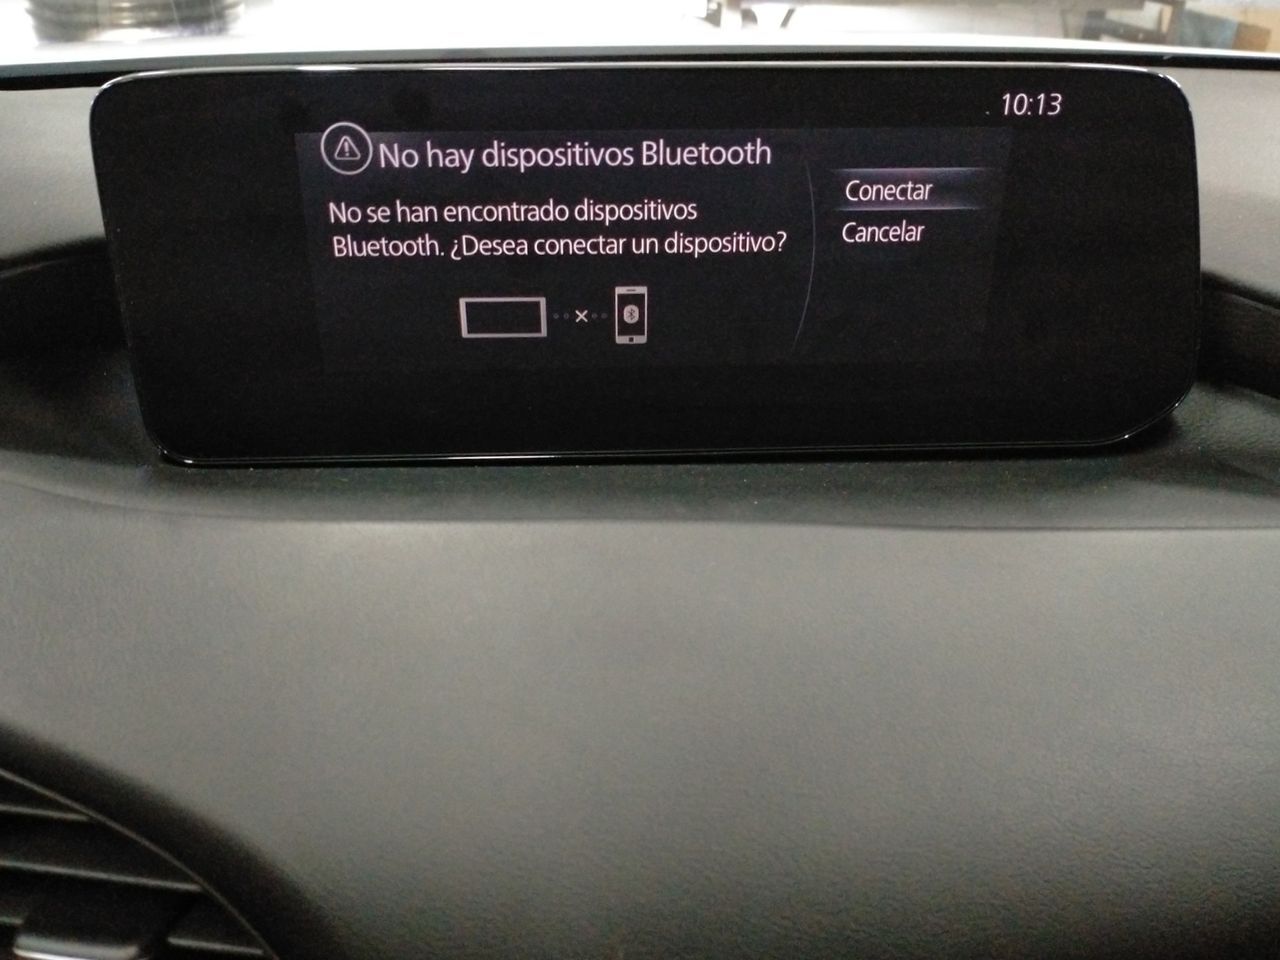 10:13
No hay dispositivos Bluetooth
No se han encontrado dispositivos
Bluetooth. ¿Desea conectar un dispositivo?
Conectar
Cancelar